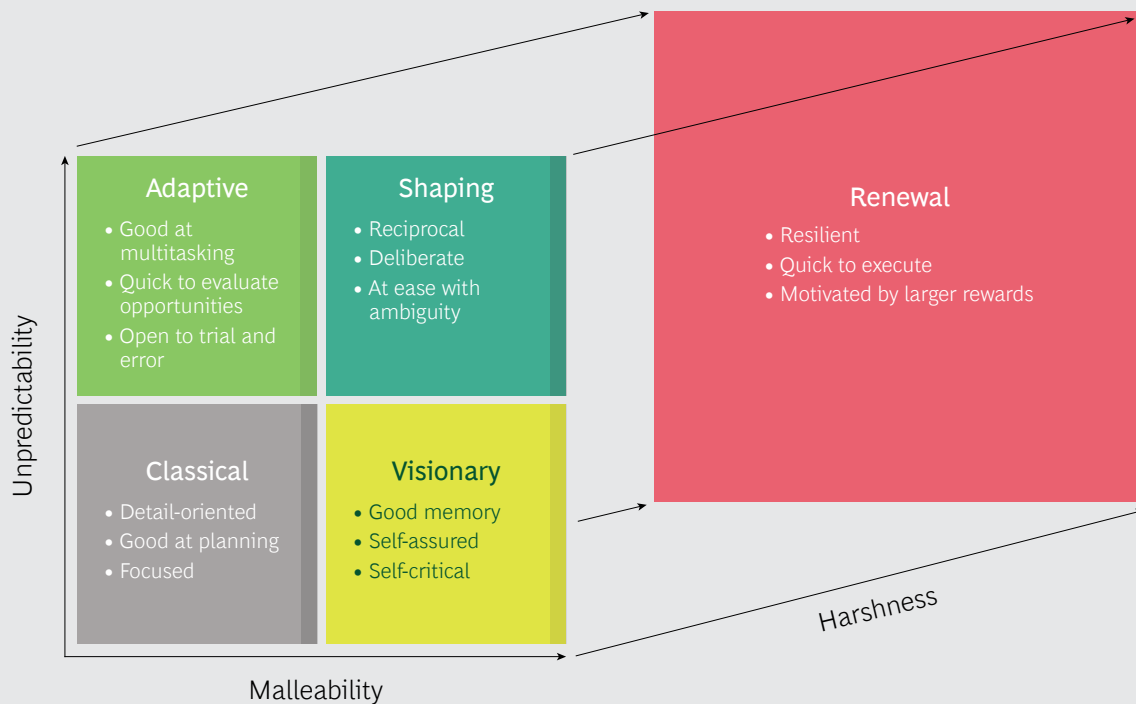 Unpredictability
Adaptive
• Good at
multitasking
• Quick to evaluate
opportunities
• Open to trial and
error
Shaping
• Reciprocal
• Deliberate
• At ease with
ambiguity
Renewal
• Resilient
• Quick to execute
• Motivated by larger rewards
Classical
• Detail-oriented
• Good at planning
• Focused
Visionary
• Good memory
• Self-assured
• Self-critical
Harshness
Malleability